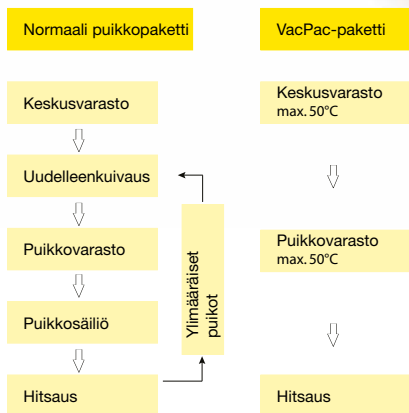 Normaali puikkopaketti
Keskusvarasto
Uudelleenkuivaus
Puikkovarasto
Puikkosäiliö
Hitsaus
Ylimääräiset
puikot
VacPac-paketti
Keskusvarasto
max. 50°C
Puikkovarasto
max. 50°C
Hitsaus